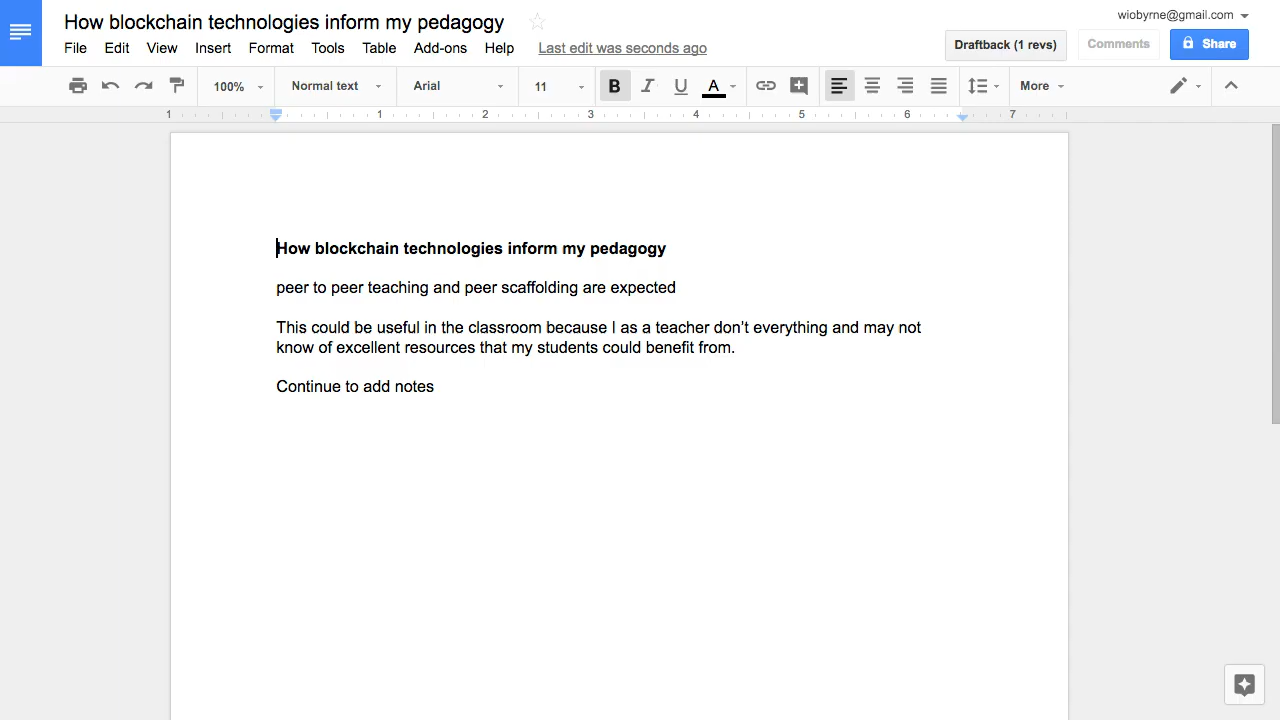 How blockchain technologies inform my pedagogy
wiobyrne@gmail.com
File Edit View Insert Format Tools Table Add-ons Help Last edit was seconds ago
Draftback (1 revs) Comments Share
100% Normal text Arial 11 B I U A More
1 1 2 3 4 5 6 7
How blockchain technologies inform my pedagogy
peer to peer teaching and peer scaffolding are expected
This could be useful in the classroom because I as a teacher don’t everything and may not
know of excellent resources that my students could benefit from.
Continue to add notes